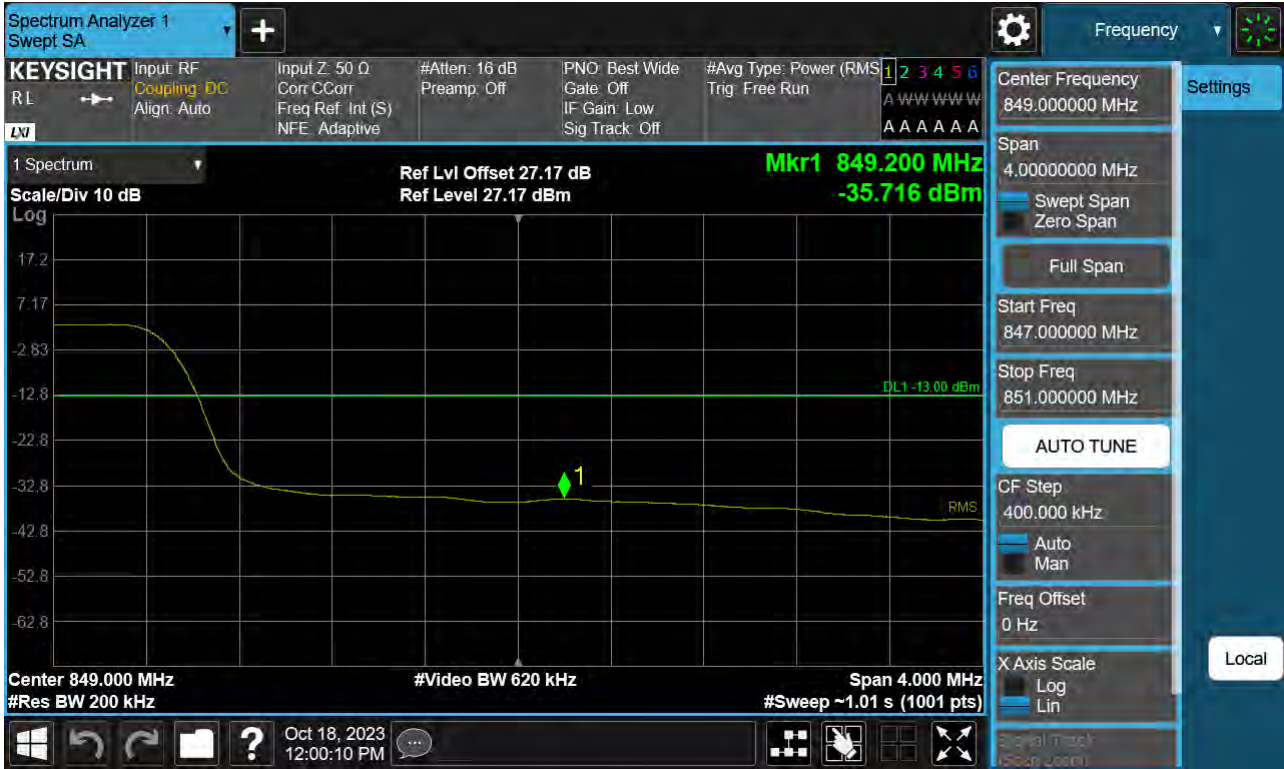 Spectrum Analyzer 1
Swept SA
Frequency
KEYSIGHT
RL
LXI
Input: RF
Coupling: DC
Align: Auto
Input Z: 50 Ω
Corr CCorr
Freq Ref: Int (S)
NFE: Adaptive
#Atten: 16 dB
Preamp: Off
PNO: Best Wide
Gate: Off
IF Gain: Low
Sig Track: Off
#Avg Type: Power (RMS
Trig: Free Run
1 2 3 4 5 6
A W W W W W
A A A A A A
1 Spectrum
Scale/Div 10 dB
Log
Ref Lvl Offset 27.17 dB
Ref Level 27.17 dBm
Mkr1 849.200 MHz
-35.716 dBm
17.2
7.17
-2.83
-12.8
-22.8
-32.8
-42.8
-52.8
-62.8
DL1 -13.00 dBm
1
RMS
Center 849.000 MHz
#Res BW 200 kHz
#Video BW 620 kHz
Span 4.000 MHz
#Sweep ~1.01 s (1001 pts)
Center Frequency
849.000000 MHz
Settings
Span
4.00000000 MHz
Swept Span
Zero Span
Full Span
Start Freq
847.000000 MHz
Stop Freq
851.000000 MHz
AUTO TUNE
CF Step
400.000 kHz
Auto
Man
Freq Offset
0 Hz
X Axis Scale
Log
Lin
Signal Track
(Span Zoom)
Local
?
Oct 18, 2023
12:00:10 PM